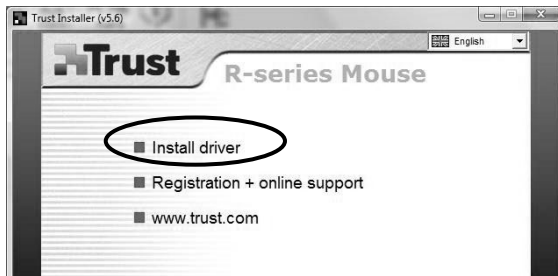 Trust Installer (v5.6)
English
Trust
R-series Mouse
Install driver
Registration + online support
www.trust.com